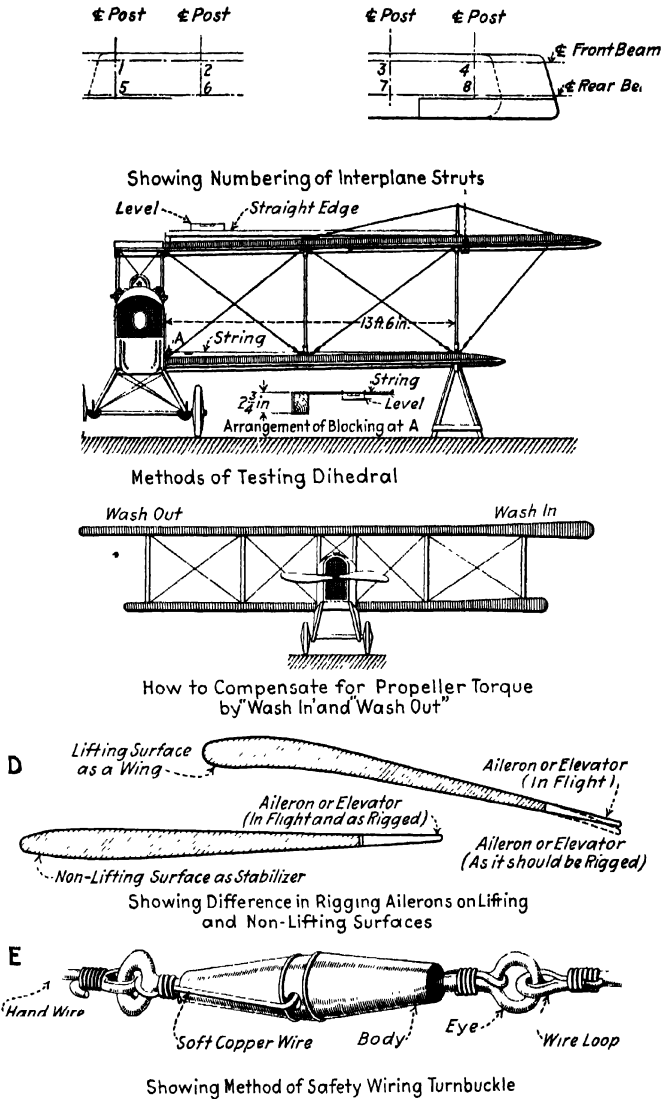 ℄ Post ℄ Post ℄ Post ℄ Post
℄ Front Beam
1 2 3 4
5 6 7 8
℄ Rear Be
Showing Numbering of Interplane Struts
Level Straight Edge
13 ft. 6 in.
A String
String
2 3/4 in
Level
Arrangement of Blocking at A
Methods of Testing Dihedral
Wash Out Wash In
How to Compensate for Propeller Torque
by "Wash In' and "Wash Out"
D
Lifting Surface
as a Wing
Aileron or Elevator
(In Flight)
Aileron or Elevator
(In Flight and as Rigged)
Aileron or Elevator
(As it should be Rigged)
Non-Lifting Surface as Stabilizer
Showing Difference in Rigging Ailerons on Lifting
and Non-Lifting Surfaces
E
Hand Wire
Soft Copper Wire
Body
Eye
Wire Loop
Showing Method of Safety Wiring Turnbuckle